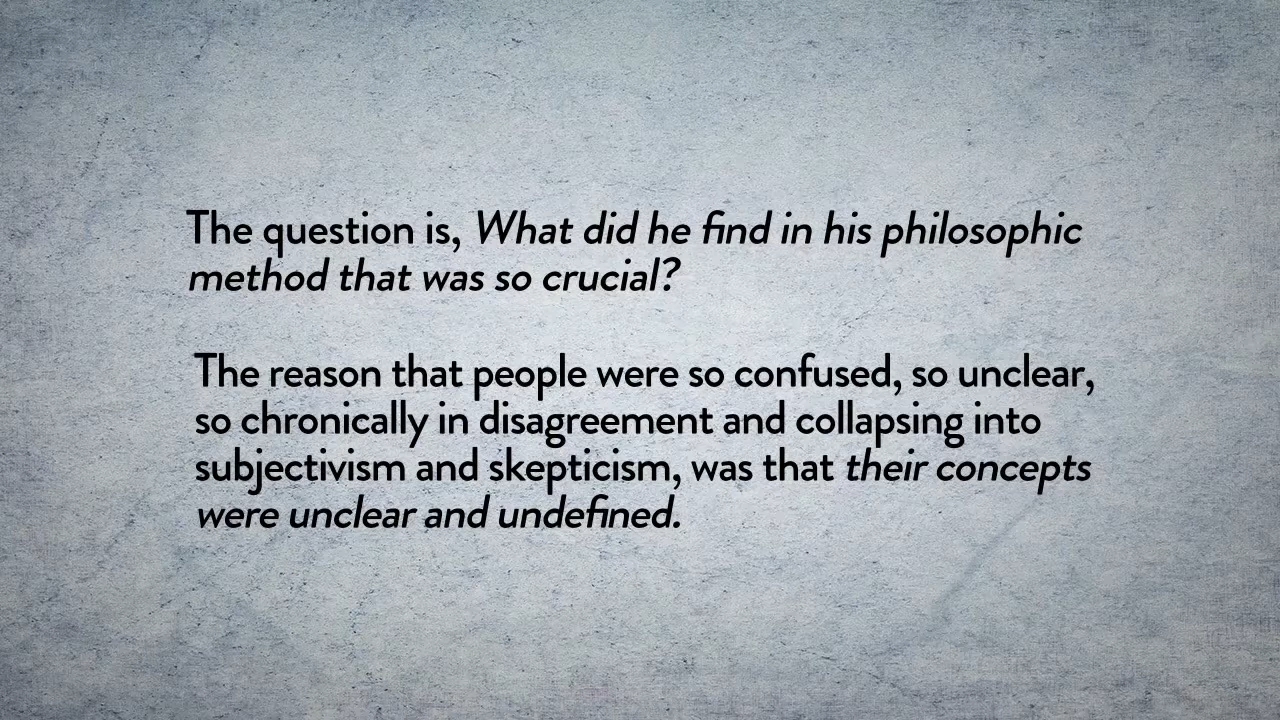 The question is, What did he find in his philosophic
method that was so crucial?
The reason that people were so confused, so unclear,
so chronically in disagreement and collapsing into
subjectivism and skepticism, was that their concepts
were unclear and undefined.